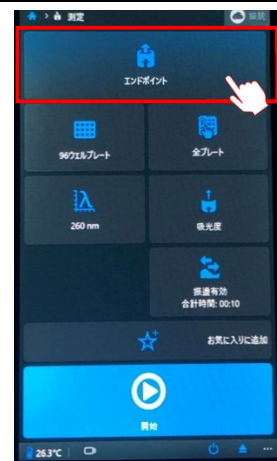 測定
接続
エンドポイント
96ウェルプレート
全プレート
λ
260 nm
吸光度
振盪有効
合計時間: 00:10
お気に入りに追加
開始
26.3°C